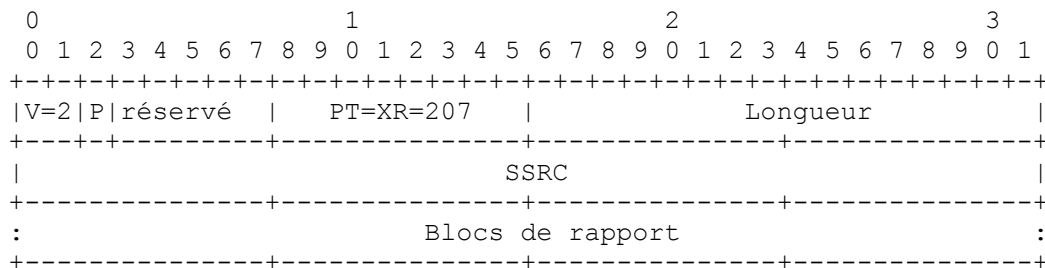 0                   1                   2                   3
 0 1 2 3 4 5 6 7 8 9 0 1 2 3 4 5 6 7 8 9 0 1 2 3 4 5 6 7 8 9 0 1
+-+-+-+-+-+-+-+-+-+-+-+-+-+-+-+-+-+-+-+-+-+-+-+-+-+-+-+-+-+-+-+-+
|V=2|P|réservé  |   PT=XR=207   |             Longueur          |
+---+-+---------+---------------+---------------+---------------+
|                              SSRC                             |
+---------------+---------------+---------------+---------------+
:                         Blocs de rapport                      :
+---------------+---------------+---------------+---------------+